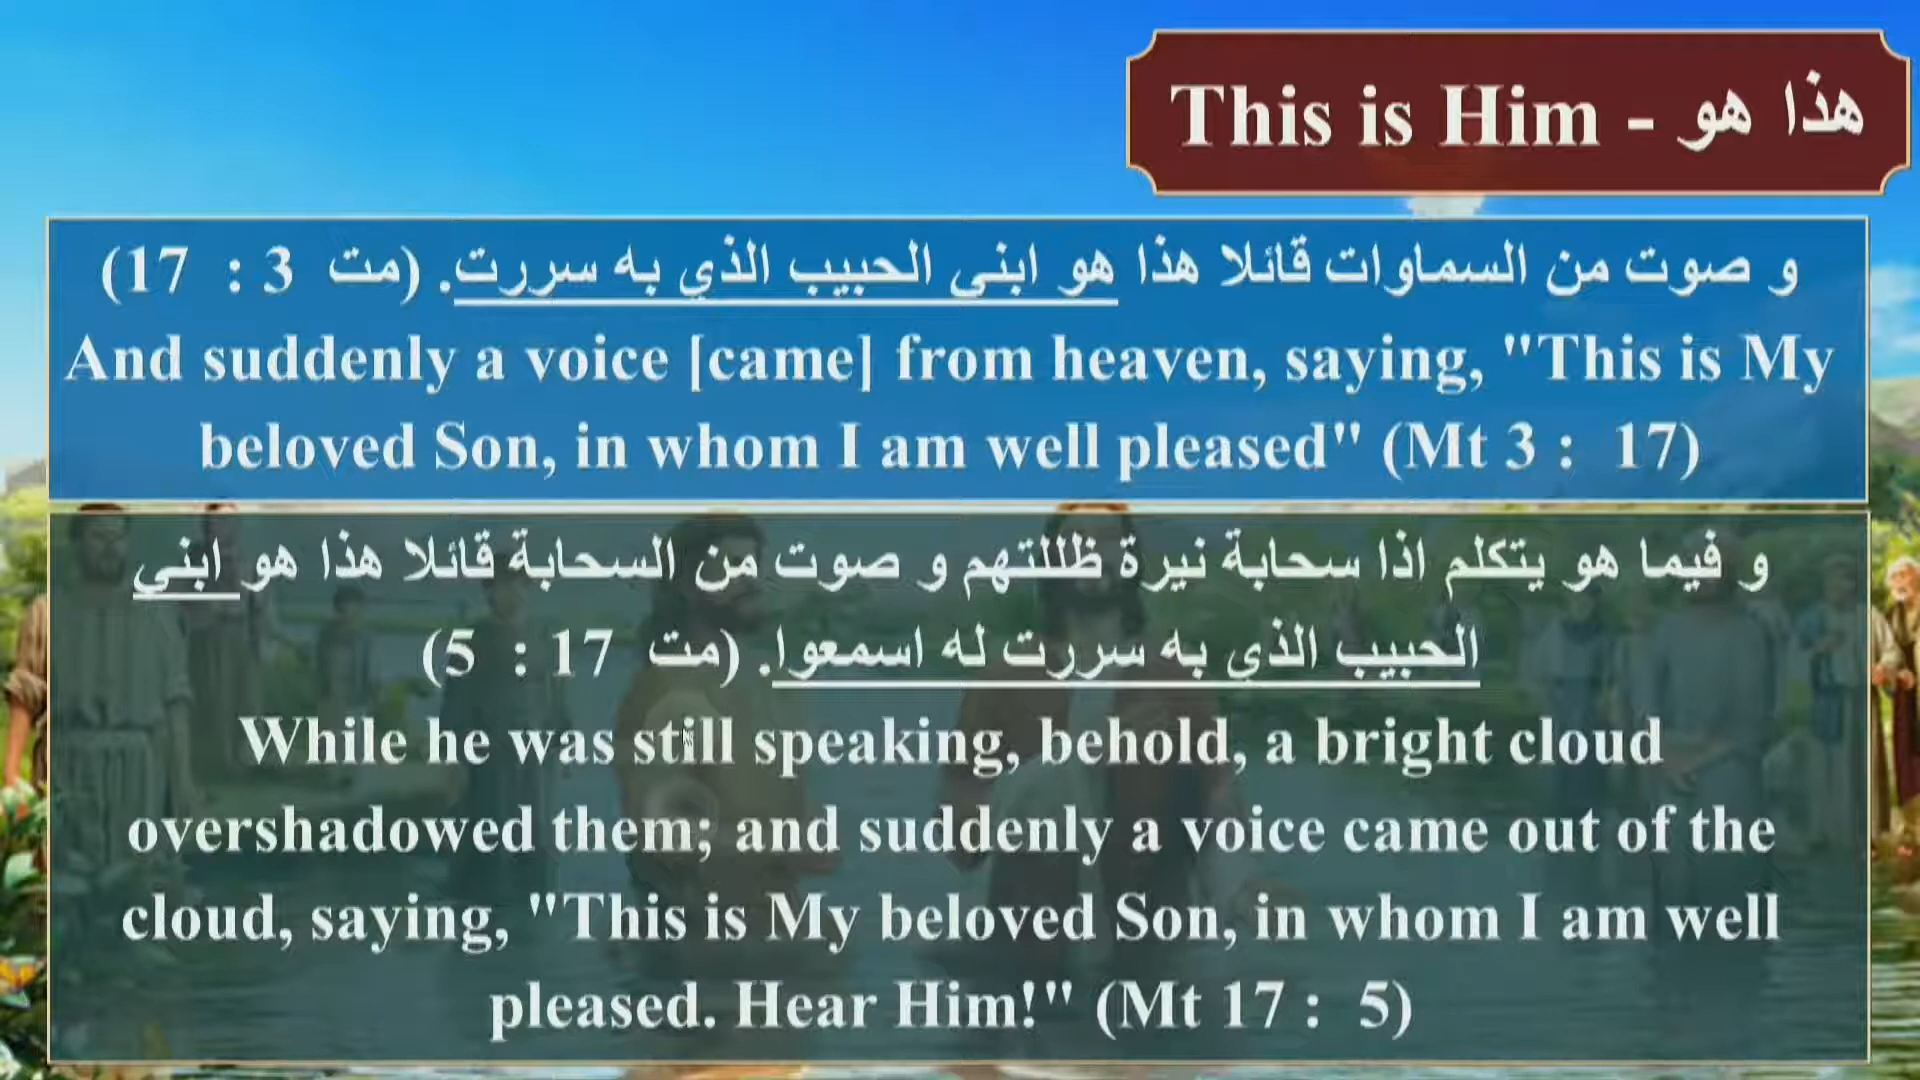 This is Him - هذا هو
و صوت من السماوات قائلا هذا هو ابني الحبيب الذي به سررت. (مت 3 : 17)
And suddenly a voice [came] from heaven, saying, "This is My
beloved Son, in whom I am well pleased" (Mt 3 : 17)
و فيما هو يتكلم اذا سحابة نيرة ظللتهم و صوت من السحابة قائلا هذا هو ابني
الحبيب الذي به سررت له اسمعوا. (مت 17 : 5)
While he was still speaking, behold, a bright cloud
overshadowed them; and suddenly a voice came out of the
cloud, saying, "This is My beloved Son, in whom I am well
pleased. Hear Him!" (Mt 17 : 5)